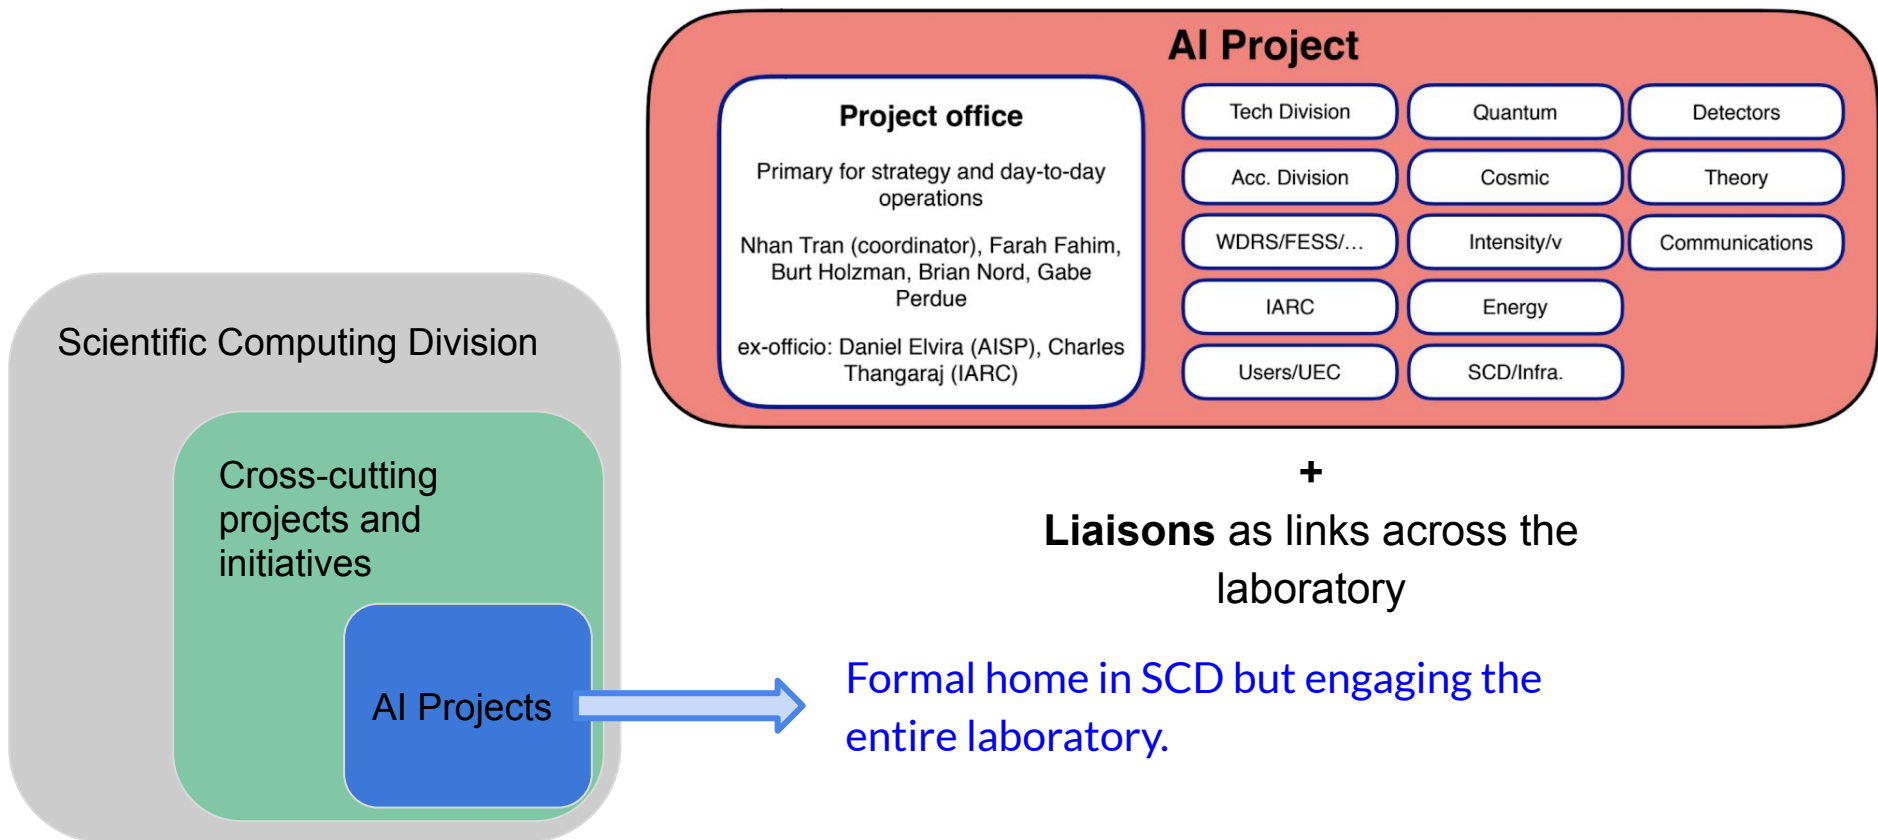 AI Project
Project office
Primary for strategy and day-to-day
operations
Nhan Tran (coordinator), Farah Fahim,
Burt Holzman, Brian Nord, Gabe
Perdue
ex-officio: Daniel Elvira (AISP), Charles
Thangaraj (IARC)
Tech Division
Quantum
Detectors
Acc. Division
Cosmic
Theory
WDRS/FESS/...
Intensity/ν
Communications
IARC
Energy
Users/UEC
SCD/Infra.
+
Liaisons as links across the
laboratory
Scientific Computing Division
Cross-cutting
projects and
initiatives
AI Projects
Formal home in SCD but engaging the
entire laboratory.